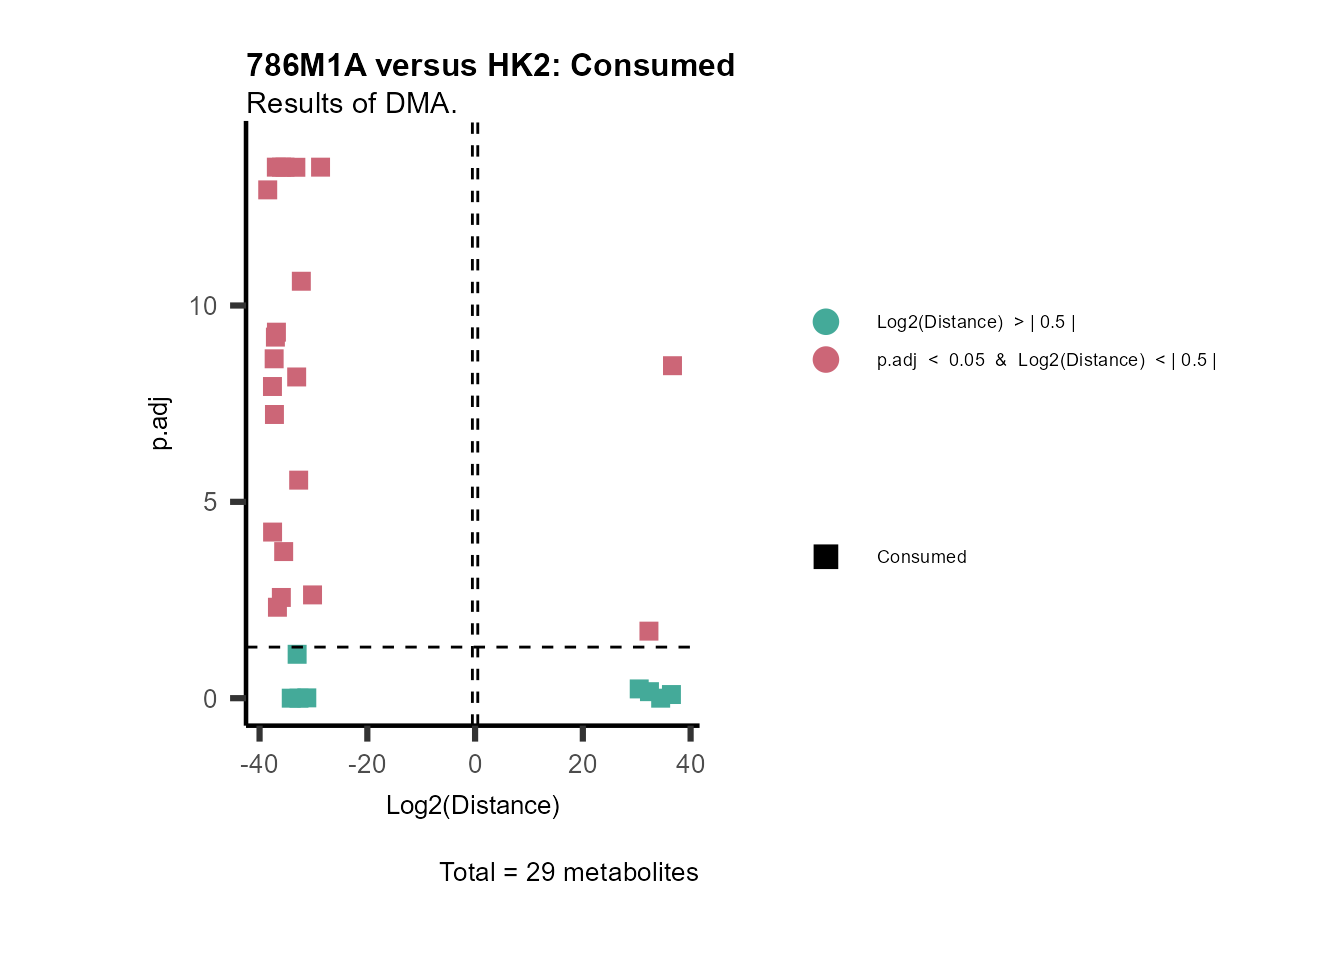 786M1A versus HK2: Consumed
Results of DMA.
10
5
0
p.adj
-40 -20 0 20 40
Log2(Distance)
Total = 29 metabolites
Log2(Distance) > | 0.5 |
p.adj < 0.05 & Log2(Distance) < | 0.5 |
Consumed